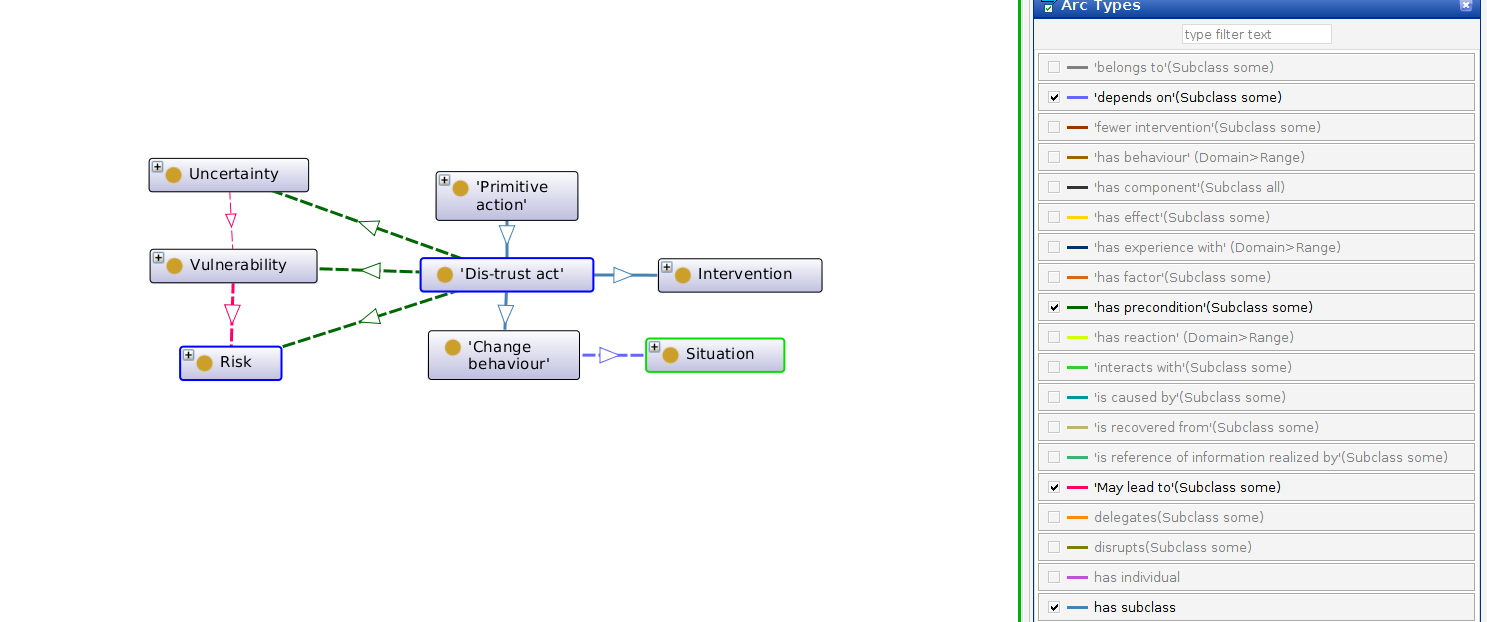 Uncertainty
'Primitive
action'
Vulnerability
'Dis-trust act'
Intervention
Risk
'Change
behaviour'
Situation
Arc Types
type filter text
'belongs to'(Subclass some)
'depends on'(Subclass some)
'fewer intervention'(Subclass some)
'has behaviour' (Domain>Range)
'has component'(Subclass all)
'has effect'(Subclass some)
'has experience with' (Domain>Range)
'has factor'(Subclass some)
'has precondition'(Subclass some)
'has reaction' (Domain>Range)
'interacts with'(Subclass some)
'is caused by'(Subclass some)
'is recovered from'(Subclass some)
'is reference of information realized by'(Subclass some)
'May lead to'(Subclass some)
delegates(Subclass some)
disrupts(Subclass some)
has individual
has subclass